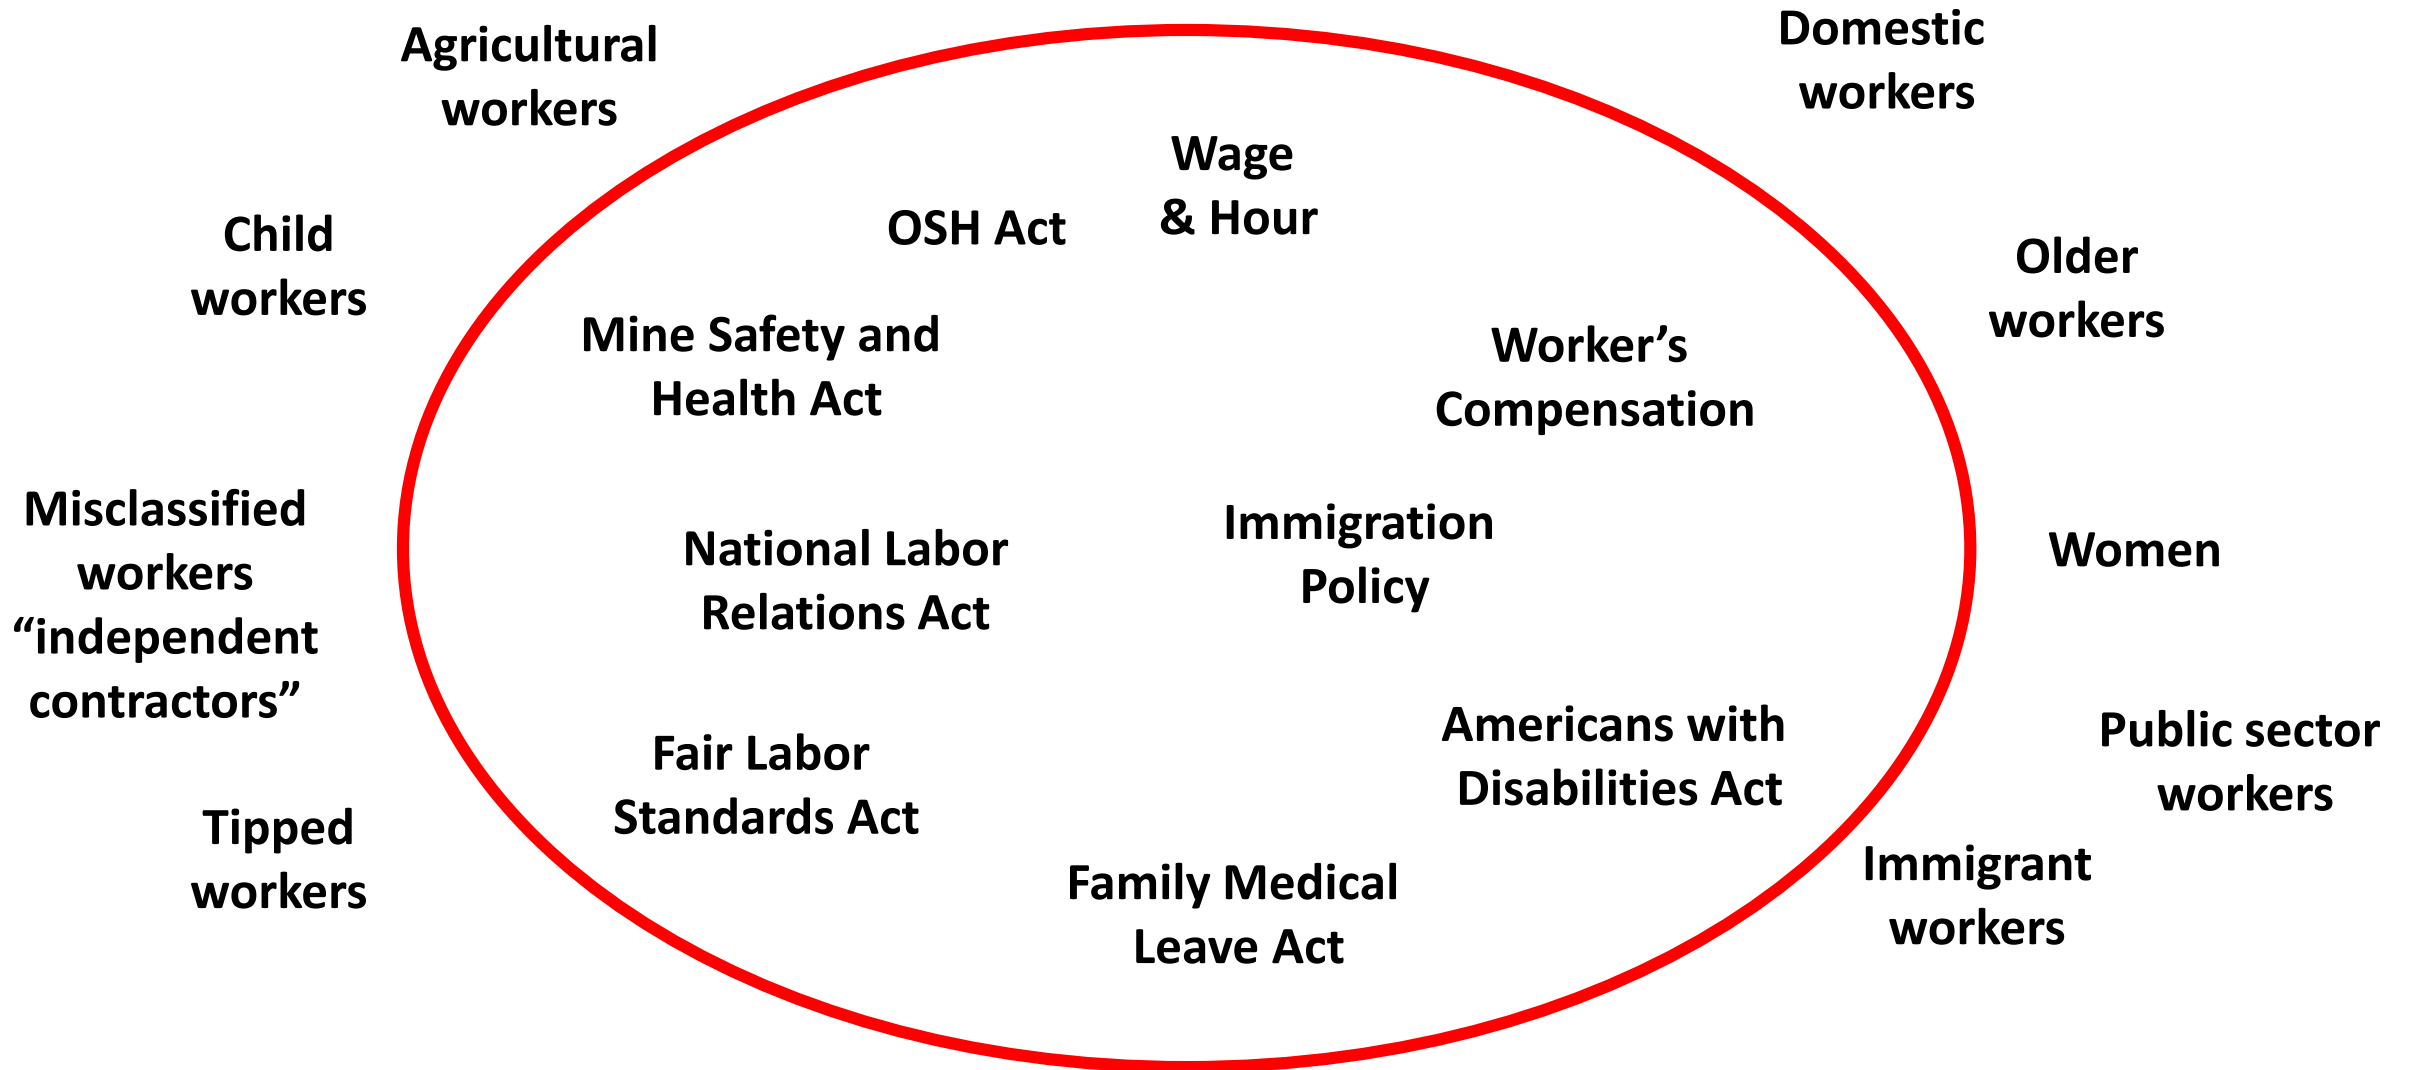 Agricultural
workers
Domestic
workers
Wage
& Hour
OSH Act
Child
workers
Older
workers
Mine Safety and
Health Act
Worker’s
Compensation
Misclassified
workers
“independent
contractors”
National Labor
Relations Act
Immigration
Policy
Women
Fair Labor
Standards Act
Americans with
Disabilities Act
Public sector
workers
Tipped
workers
Family Medical
Leave Act
Immigrant
workers